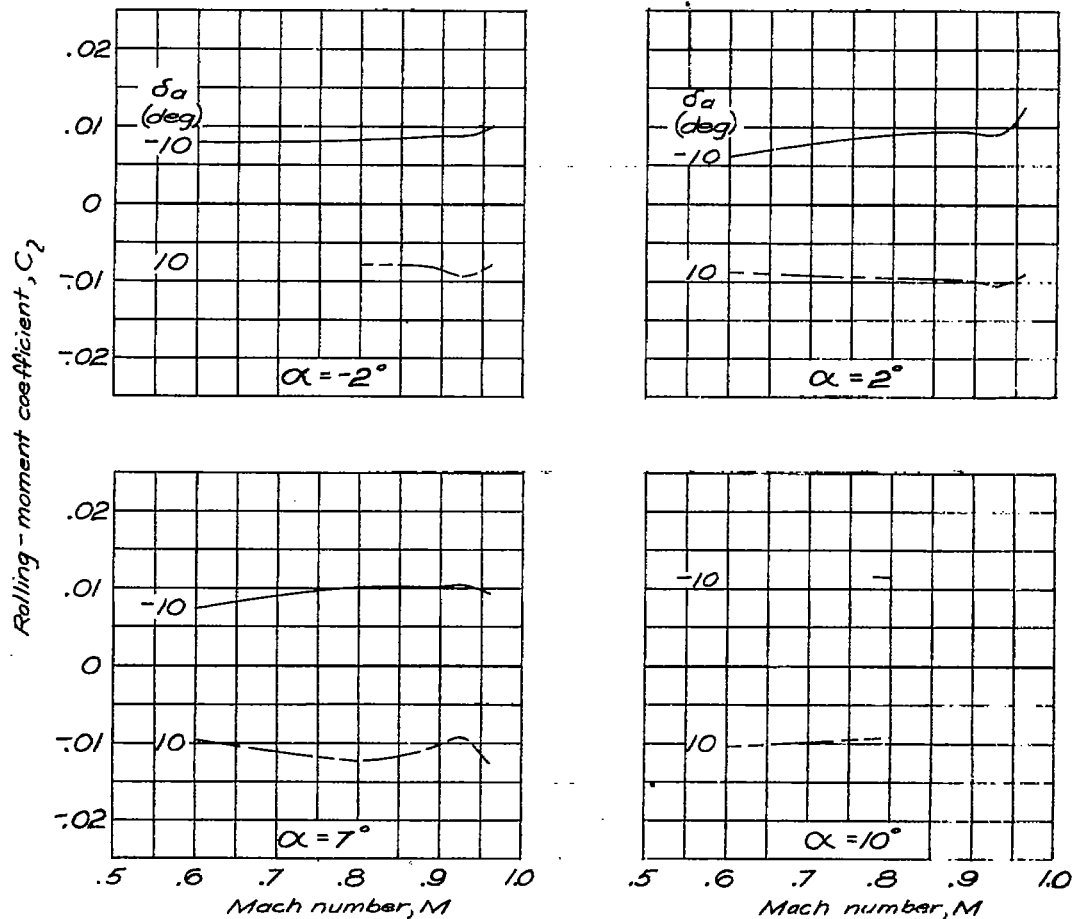 Rolling-moment coefficient, C₂
.02
.01
0
-.01
-.02
δa
(deg)
-10
10
α = -2°
δa
(deg)
-10
10
α = 2°
.02
.01
0
-.01
-.02
-10
10
α = 7°
-10
10
α = 10°
.5 .6 .7 .8 .9 1.0
Mach number, M
.5 .6 .7 .8 .9 1.0
Mach number, M